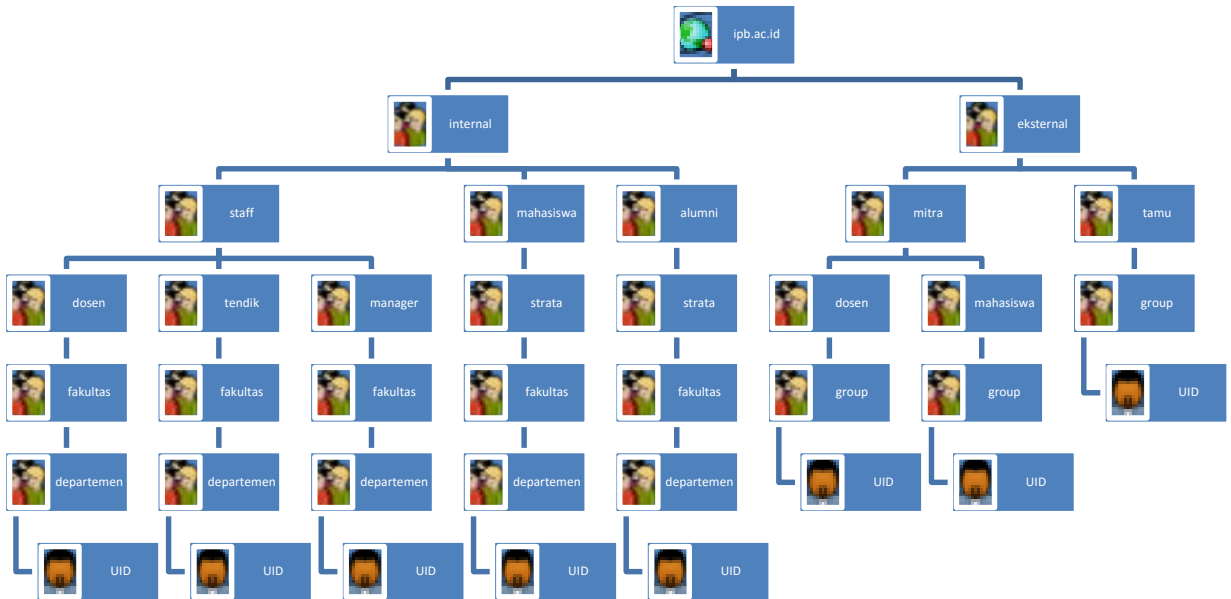 ipb.ac.id
internal
eksternal
staff
mahasiswa
alumni
mitra
tamu
dosen
tendik
manager
strata
strata
dosen
mahasiswa
group
fakultas
fakultas
fakultas
fakultas
fakultas
group
group
UID
departemen
departemen
departemen
departemen
departemen
UID
UID
UID
UID
UID
UID
UID